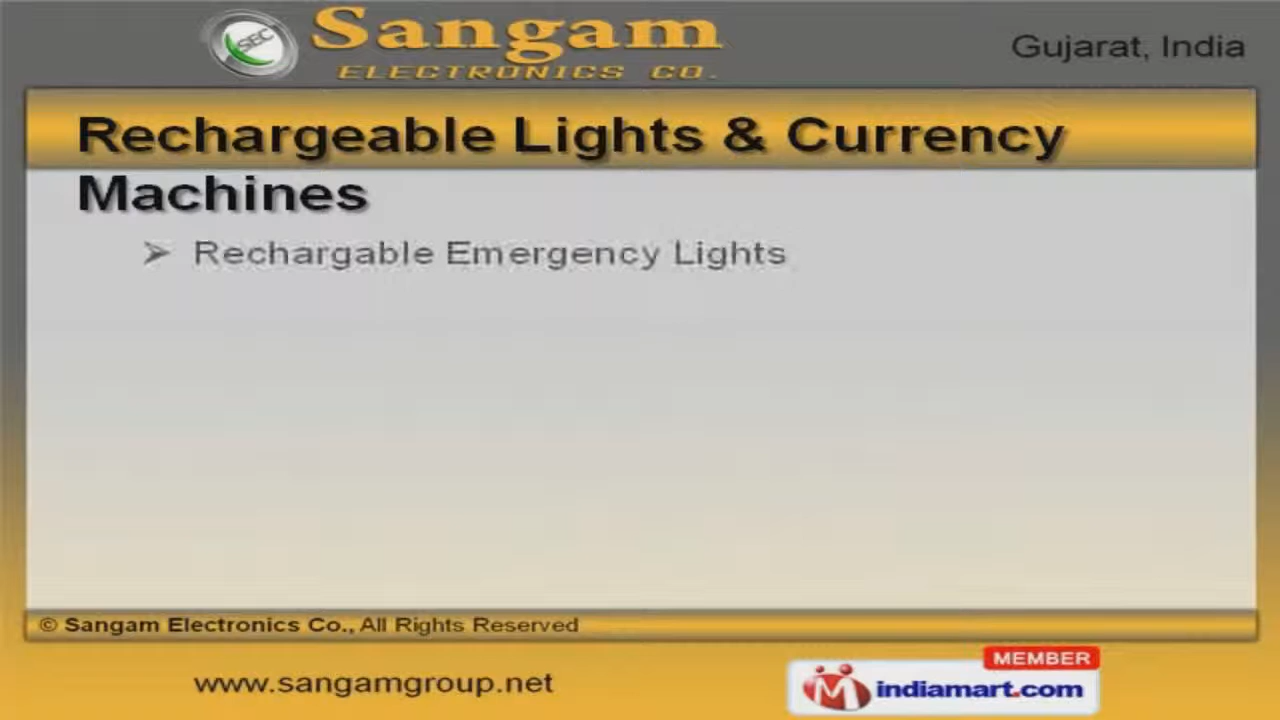 SEC
Sangam
ELECTRONICS CO.
Gujarat, India
Rechargeable Lights & Currency
Machines
➢ Rechargable Emergency Lights
© Sangam Electronics Co., All Rights Reserved
www.sangamgroup.net
MEMBER
indiamart.com